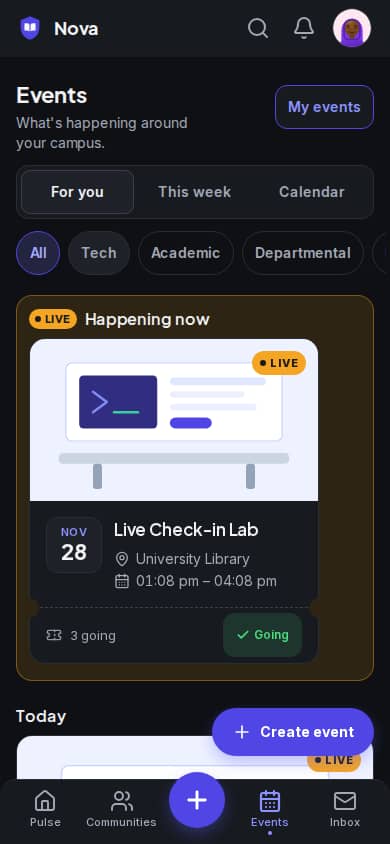 Nova
Events
My events
What's happening around
your campus.
For you
This week
Calendar
All
Tech
Academic
Departmental
LIVE
Happening now
LIVE
NOV
28
Live Check-in Lab
University Library
01:08 pm – 04:08 pm
3 going
Going
Today
Create event
LIVE
Pulse
Communities
Events
Inbox